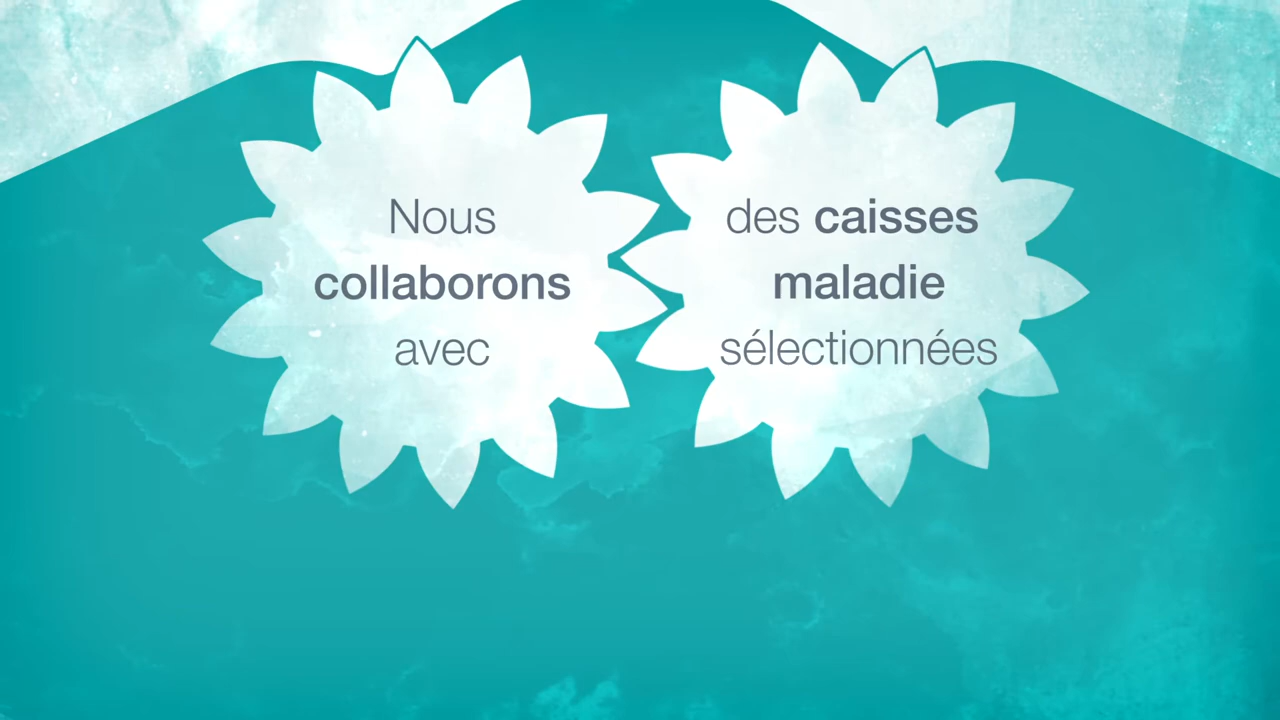 Nous
collaborons
avec
des caisses
maladie
sélectionnées